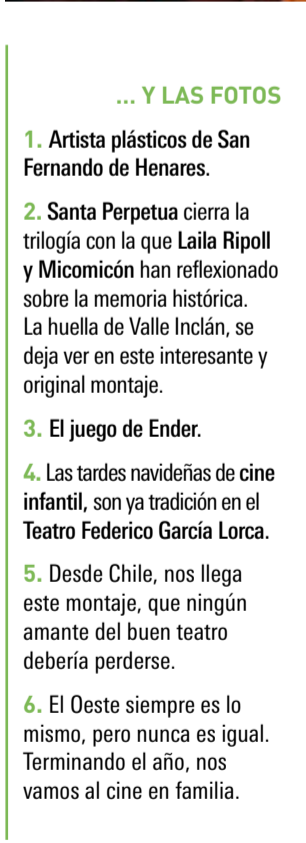 ... Y LAS FOTOS
1. Artista plásticos de San
Fernando de Henares.
2. Santa Perpetua cierra la
trilogía con la que Laila Ripoll
y Micomicón han reflexionado
sobre la memoria histórica.
La huella de Valle Inclán, se
deja ver en este interesante y
original montaje.
3. El juego de Ender.
4. Las tardes navideñas de cine
infantil, son ya tradición en el
Teatro Federico García Lorca.
5. Desde Chile, nos llega
este montaje, que ningún
amante del buen teatro
debería perderse.
6. El Oeste siempre es lo
mismo, pero nunca es igual.
Terminando el año, nos
vamos al cine en familia.